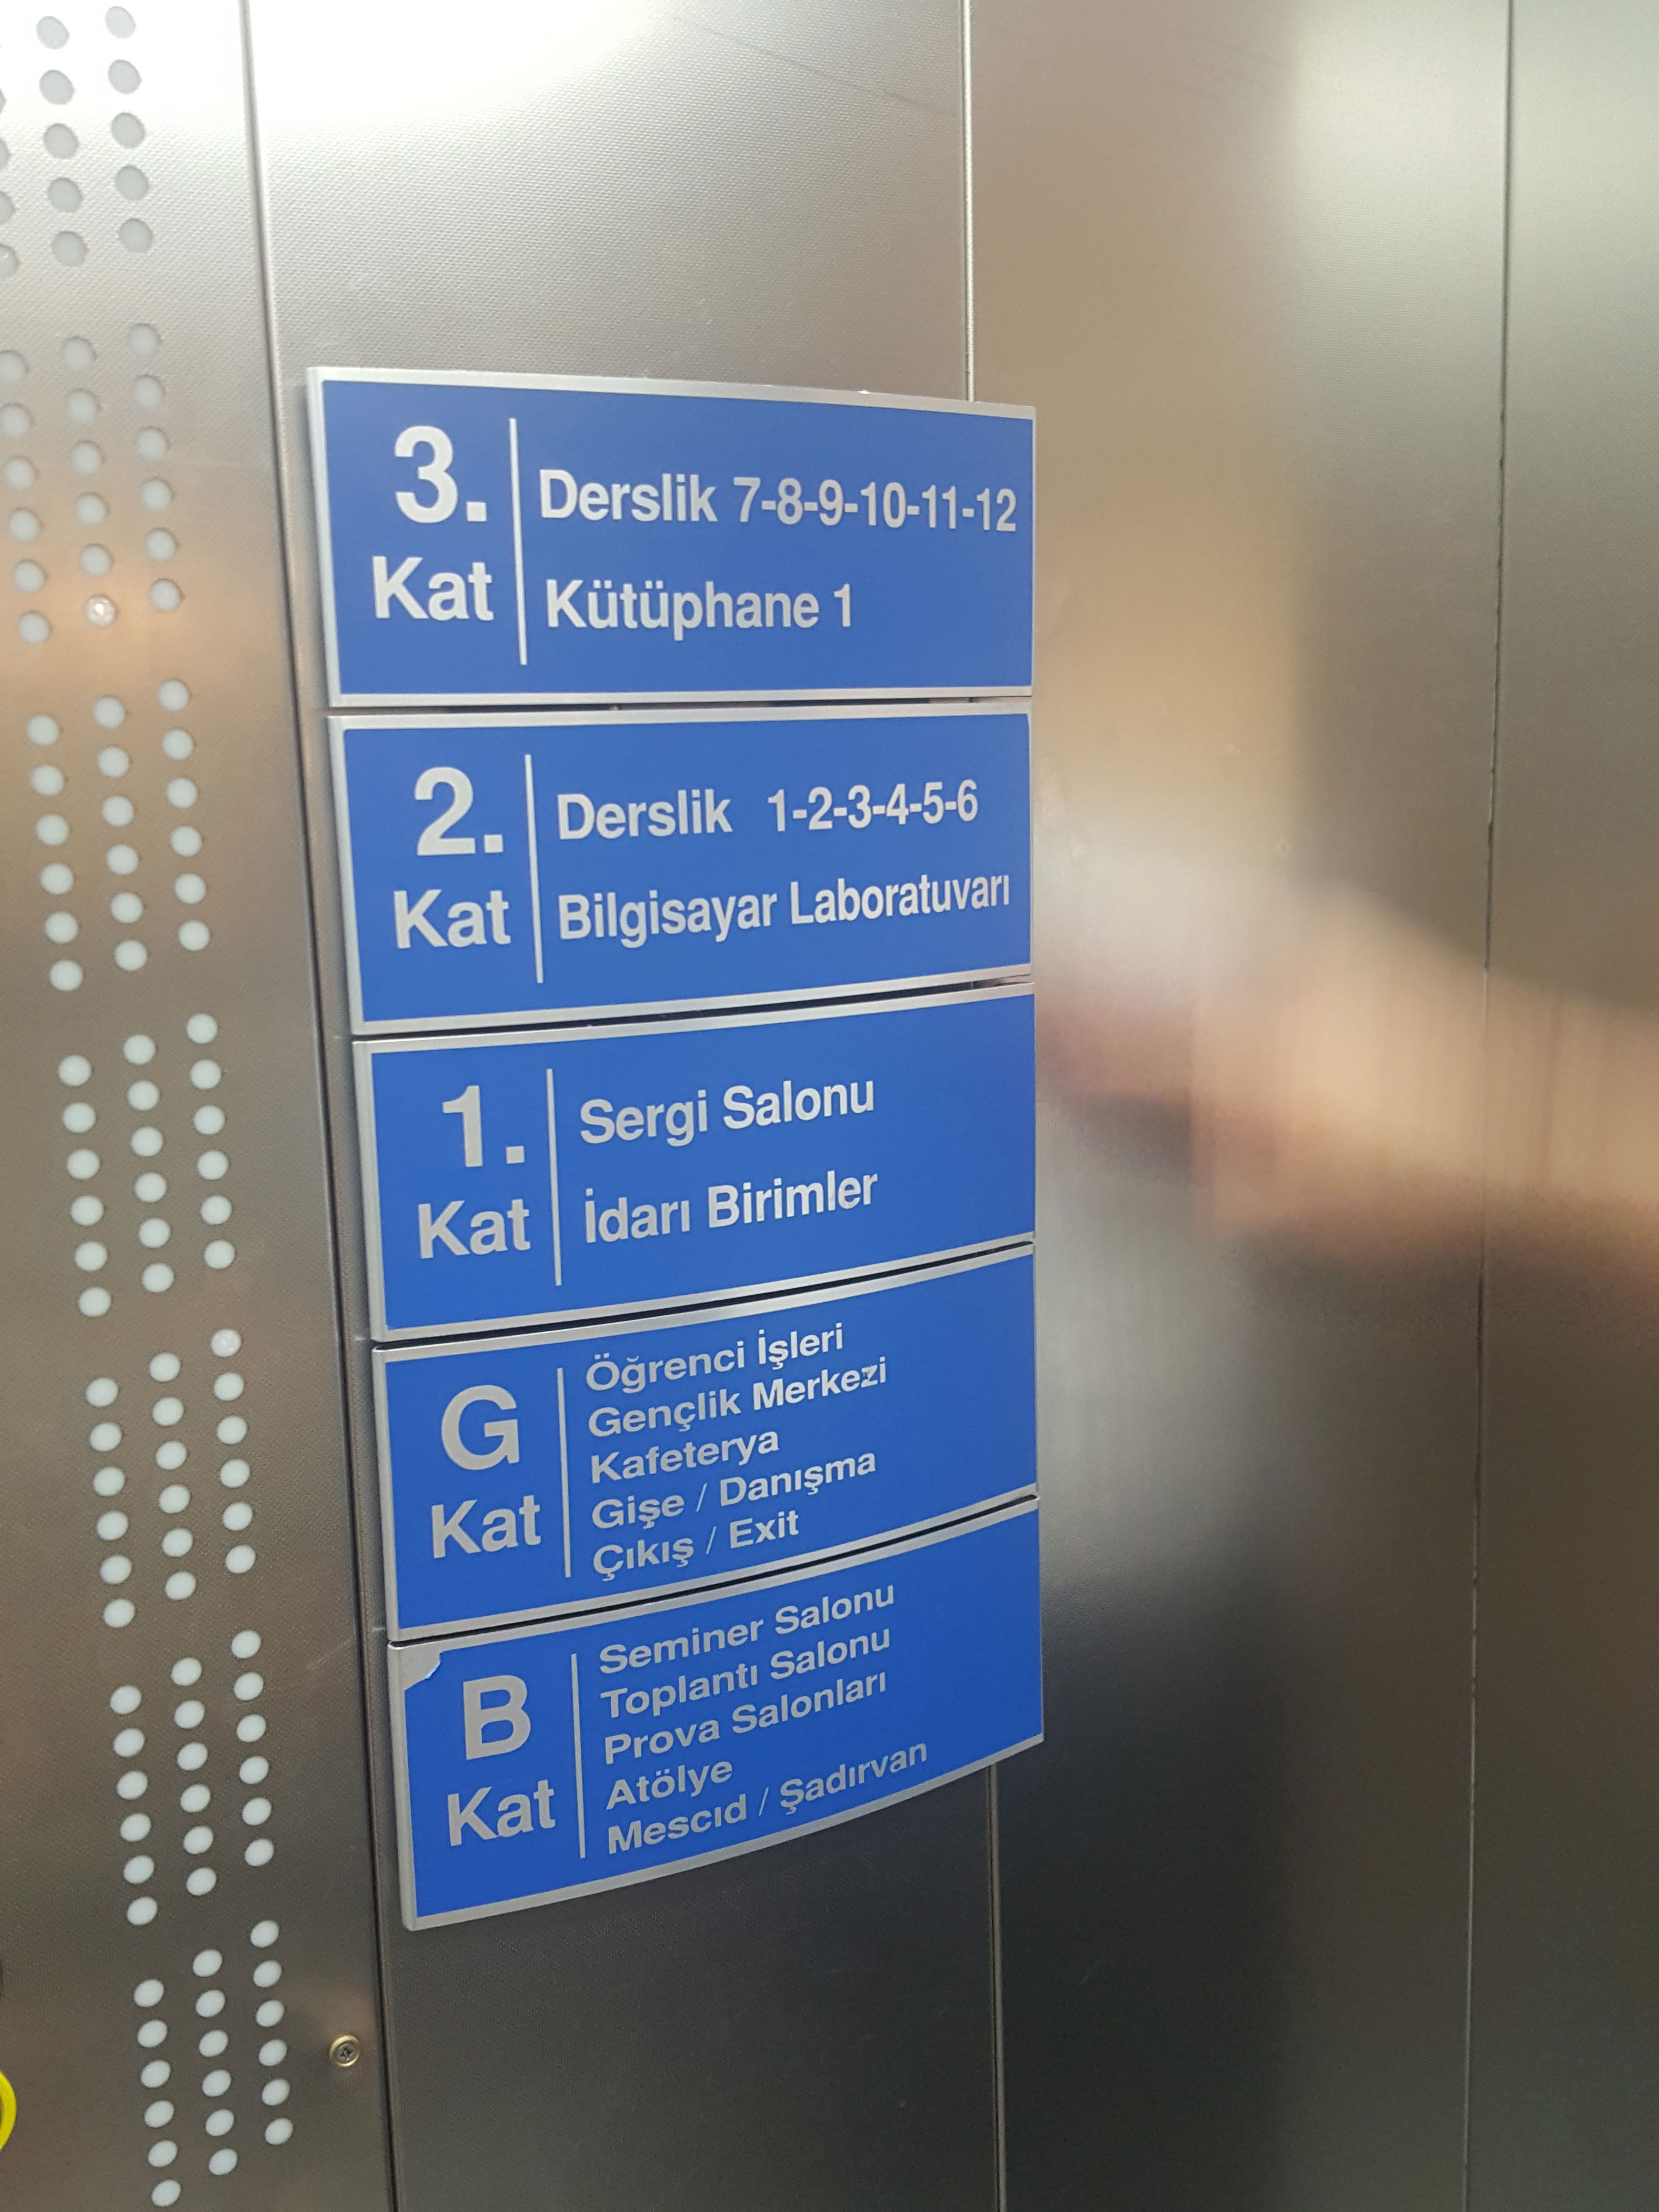 3. Kat
Derslik 7-8-9-10-11-12
Kütüphane 1
2. Kat
Derslik 1-2-3-4-5-6
Bilgisayar Laboratuvarı
1. Kat
Sergi Salonu
İdarı Birimler
G Kat
Öğrenci İşleri
Gençlik Merkezi
Kafeterya
Gişe / Danışma
Çıkış / Exit
B Kat
Seminer Salonu
Toplantı Salonu
Prova Salonları
Atölye
Mescıd / Şadırvan